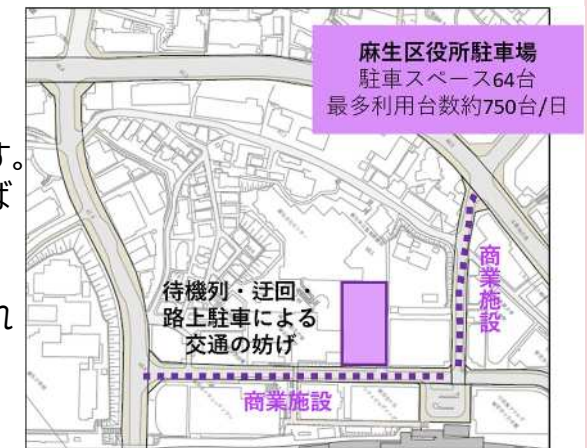 麻生区役所駐車場
駐車スペース64台
最多利用台数約750台/日
す。
ば
れ
待機列・迂回・
路上駐車による
交通の妨げ
商業施設
商業施設